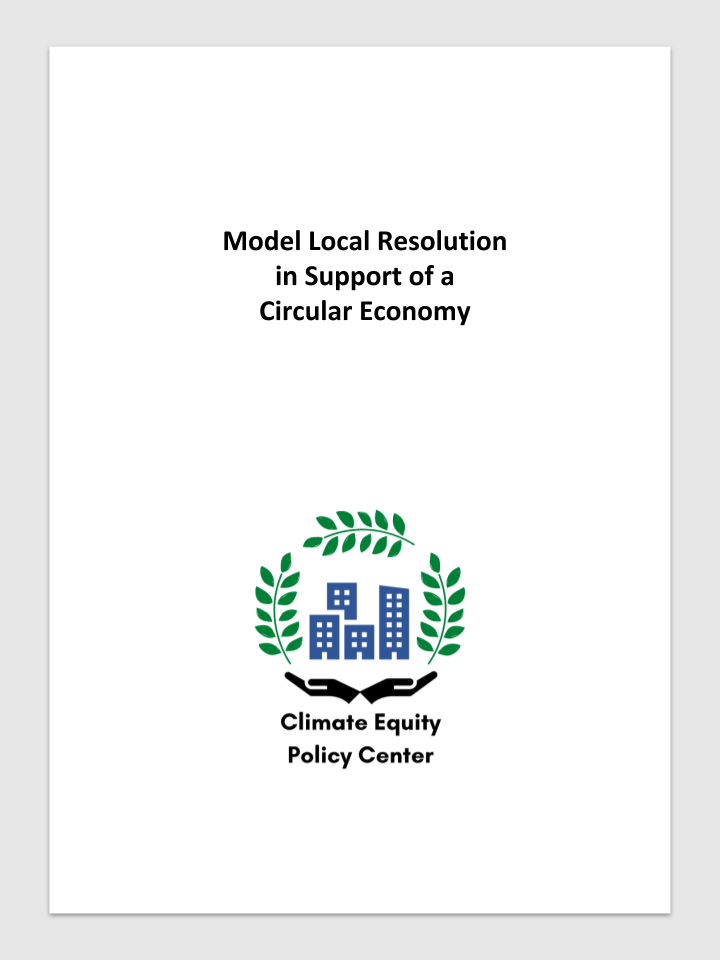 Model Local Resolution
in Support of a
Circular Economy
Climate Equity
Policy Center